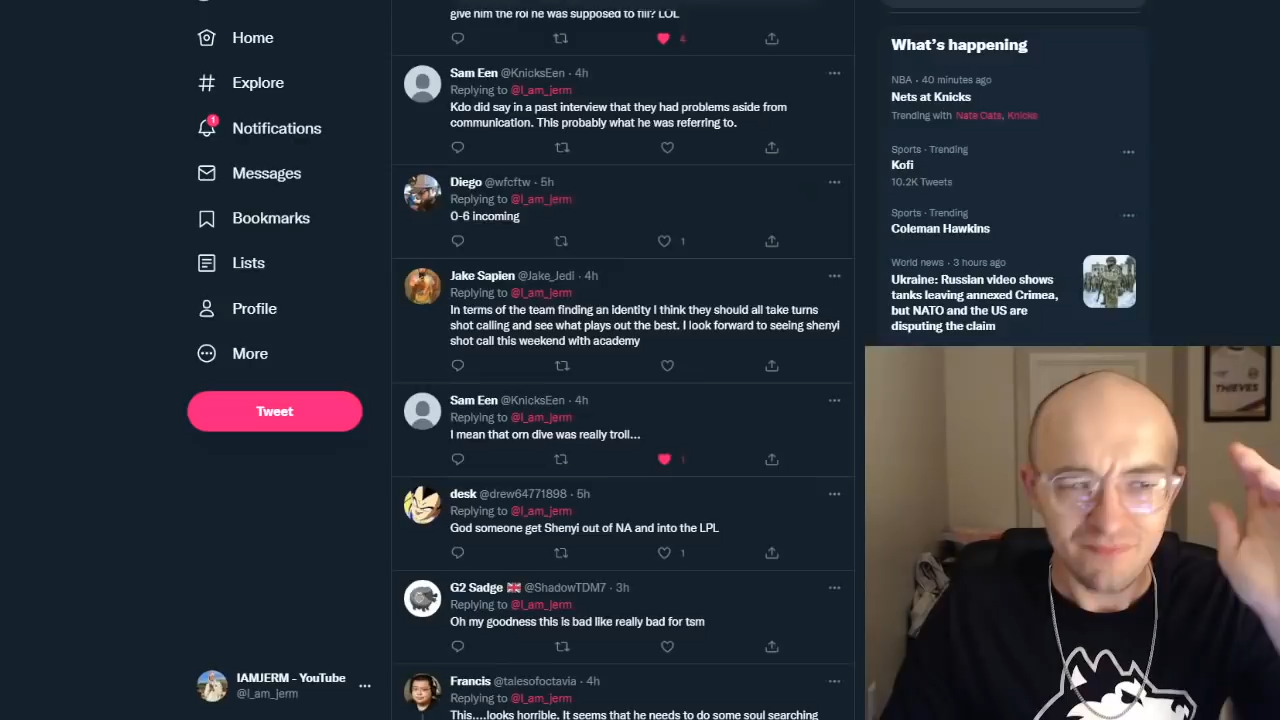 give him the rol he was supposed to fill? LOL
4
Home
Explore
1
Notifications
Messages
Bookmarks
Lists
Profile
More
Tweet
IAMJERM - YouTube
@I_am_jerm
Sam Een @KnicksEen · 4h
Replying to @I_am_jerm
Kdo did say in a past interview that they had problems aside from
communication. This probably what he was referring to.
Diego @wfcftw · 5h
Replying to @I_am_jerm
0-6 incoming
1
Jake Sapien @Jake_Jedi · 4h
Replying to @I_am_jerm
In terms of the team finding an identity I think they should all take turns
shot calling and see what plays out the best. I look forward to seeing shenyi
shot call this weekend with academy
Sam Een @KnicksEen · 4h
Replying to @I_am_jerm
I mean that orn dive was really troll...
1
desk @drew64771898 · 5h
Replying to @I_am_jerm
God someone get Shenyi out of NA and into the LPL
1
G2 Sadge @ShadowTDM7 · 3h
Replying to @I_am_jerm
Oh my goodness this is bad like really bad for tsm
Francis @talesofoctavia · 4h
Replying to @I_am_jerm
This....looks horrible. It seems that he needs to do some soul searching
What's happening
NBA · 40 minutes ago
Nets at Knicks
Trending with Nate Oats, Knicks
Sports · Trending
Kofi
10.2K Tweets
Sports · Trending
Coleman Hawkins
World news · 3 hours ago
Ukraine: Russian video shows
tanks leaving annexed Crimea,
but NATO and the US are
disputing the claim
THIEVES